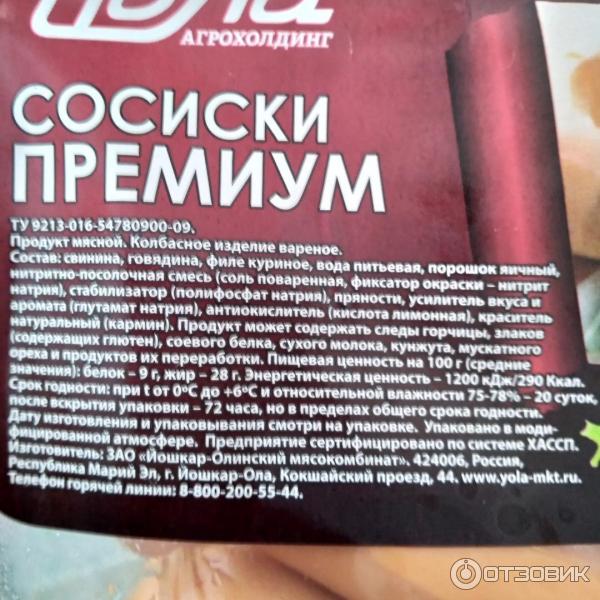 Йола
АГРОХОЛДИНГ
СОСИСКИ
ПРЕМИУМ
ТУ 9213-016-54780900-09.
Продукт мясной. Колбасное изделие вареное.
Состав: свинина, говядина, филе куриное, вода питьевая, порошок яичный,
нитритно-посолочная смесь (соль поваренная, фиксатор окраски – нитрит
натрия), стабилизатор (полифосфат натрия), пряности, усилитель вкуса и
аромата (глутамат натрия), антиокислитель (кислота лимонная), краситель
натуральный (кармин). Продукт может содержать следы горчицы, злаков
(содержащих глютен), соевого белка, сухого молока, кунжута, мускатного
ореха и продуктов их переработки. Пищевая ценность на 100 г (средние
значения): белок – 9 г, жир – 28 г. Энергетическая ценность – 1200 кДж/290 Ккал.
Срок годности: при t от 0°С до +6°С и относительной влажности 75-78% – 20 суток,
после вскрытия упаковки – 72 часа, но в пределах общего срока годности.
Дату изготовления и упаковывания смотри на упаковке. Упаковано в моди-
фицированной атмосфере. Предприятие сертифицировано по системе ХАССП.
Изготовитель: ЗАО «Йошкар-Олинский мясокомбинат». 424006, Россия,
Республика Марий Эл, г. Йошкар-Ола, Кокшайский проезд, 44. www.yola-mkt.ru.
Телефон горячей линии: 8-800-200-55-44.
ОТЗОВИК